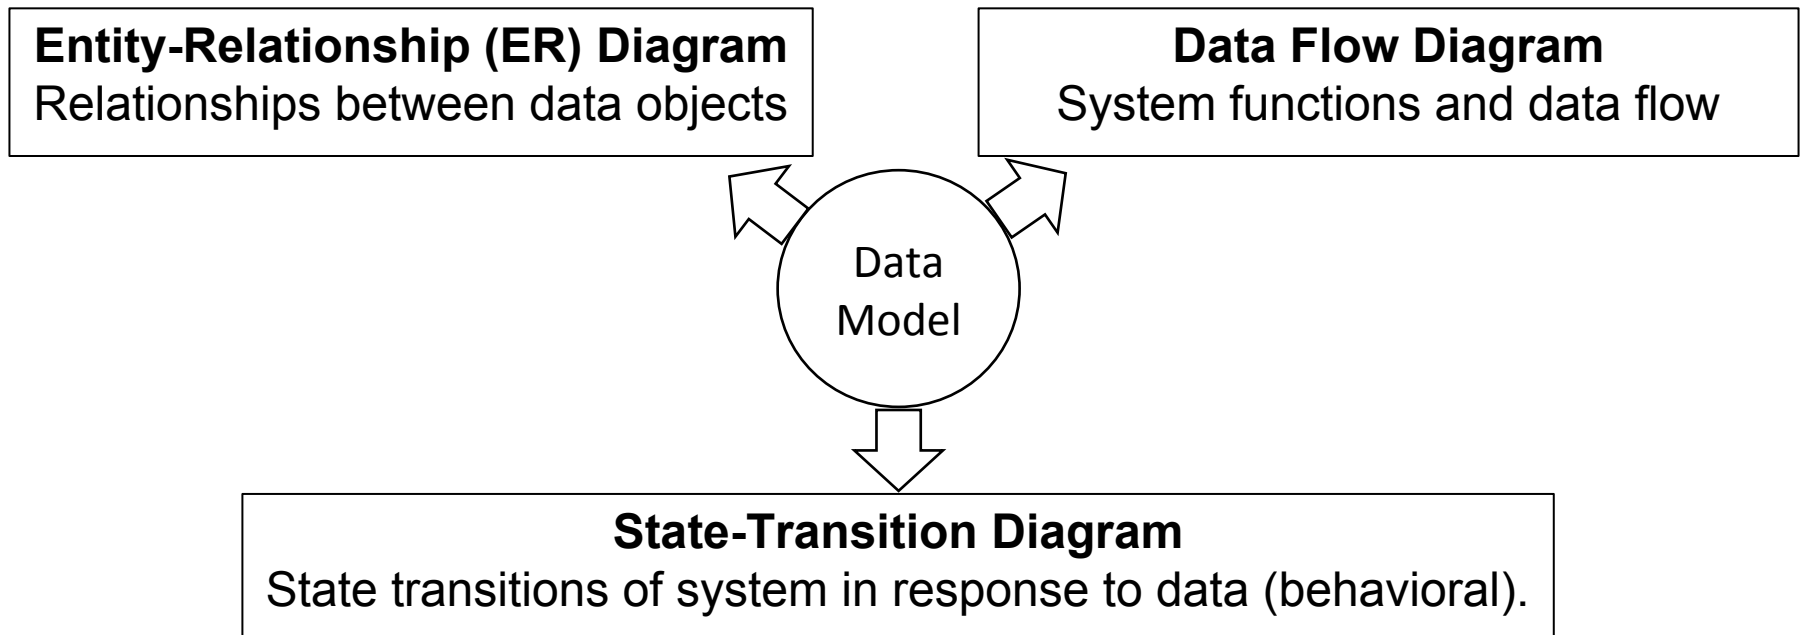 Entity-Relationship (ER) Diagram
Relationships between data objects
Data Flow Diagram
System functions and data flow
Data
Model
State-Transition Diagram
State transitions of system in response to data (behavioral).